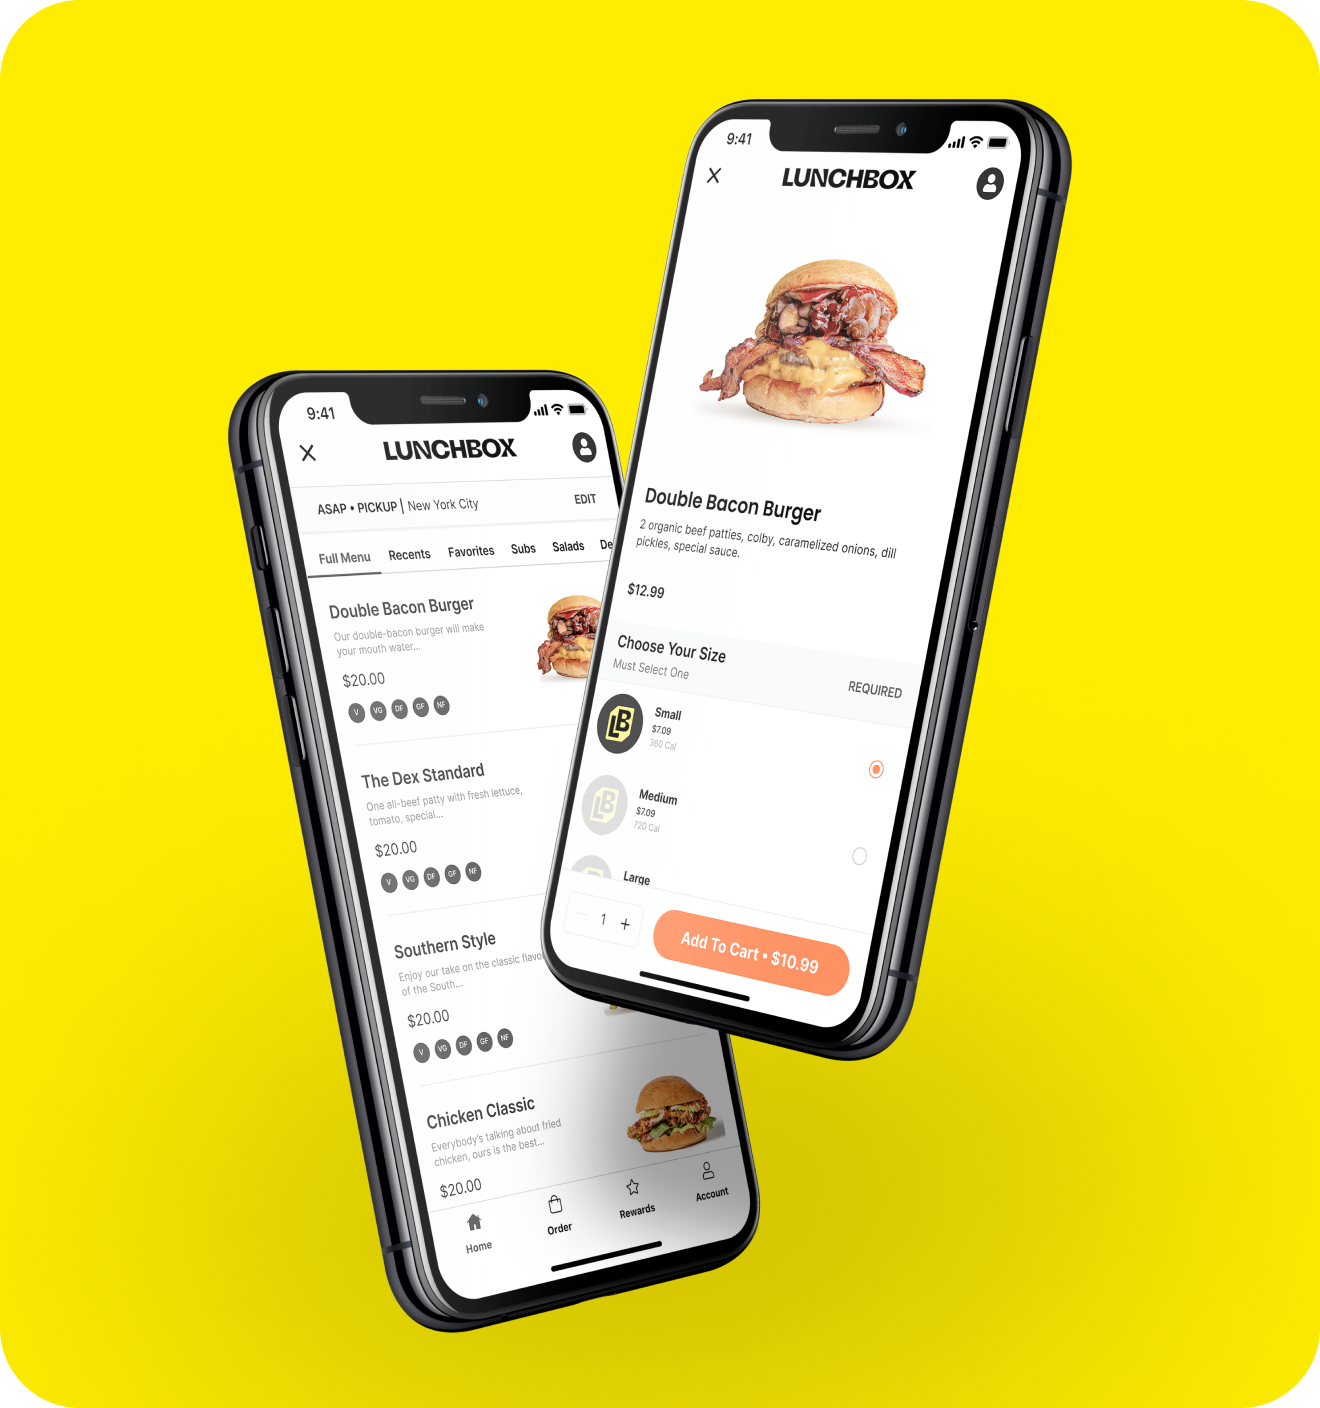 9:41
LUNCHBOX
ASAP • PICKUP | New York City
EDIT
Full Menu Recents Favorites Subs Salads De
Double Bacon Burger
Our double-bacon burger will make
your mouth water...
$20.00
V VG DF GF NF
The Dex Standard
One all-beef patty with fresh lettuce,
tomato, special...
$20.00
V VG DF GF NF
Southern Style
Enjoy our take on the classic flavo
of the South...
$20.00
V VG DF GF NF
Chicken Classic
Everybody's talking about fried
chicken, ours is the best...
$20.00
Home Order Rewards Account
9:41
LUNCHBOX
Double Bacon Burger
2 organic beef patties, colby, caramelized onions, dill
pickles, special sauce.
$12.99
Choose Your Size
Must Select One
REQUIRED
LB
Small
$7.09
360 Cal
LB
Medium
$7.09
720 Cal
Large
1 +
Add To Cart • $10.99